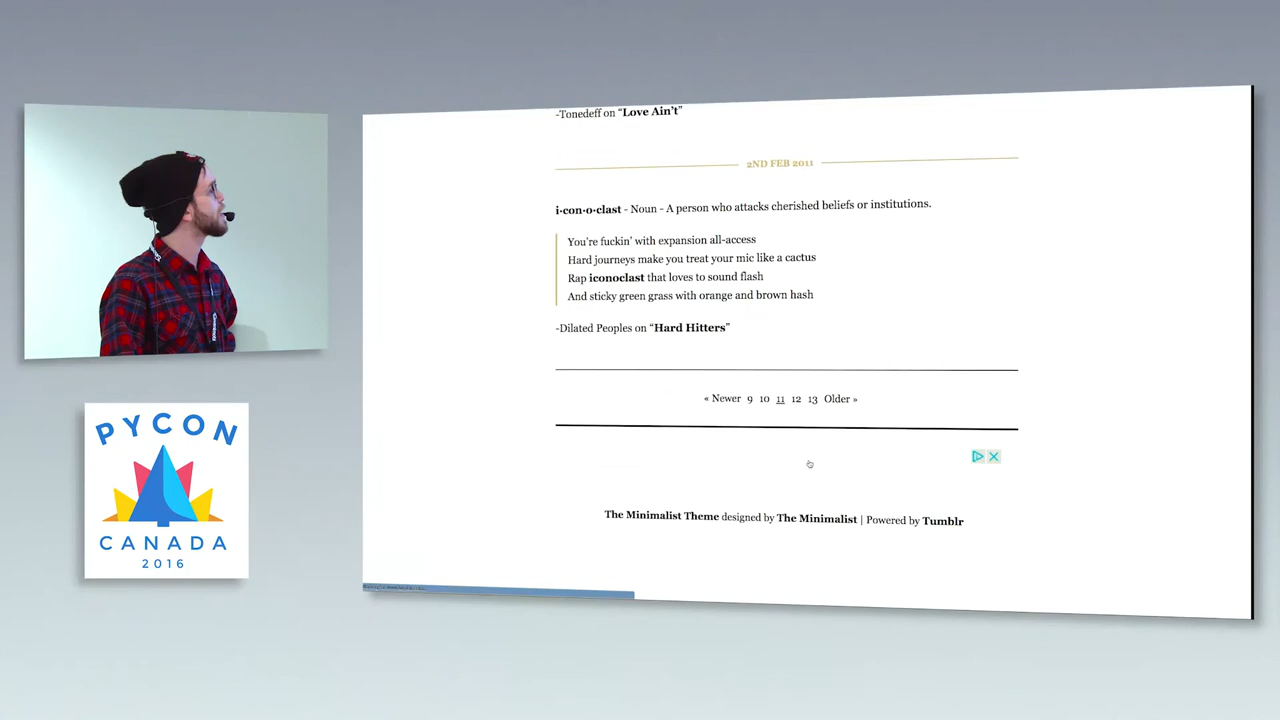 -Tonedeff on “Love Ain’t”
2ND FEB 2011
i·con·o·clast - Noun - A person who attacks cherished beliefs or institutions.
You’re fuckin’ with expansion all-access
Hard journeys make you treat your mic like a cactus
Rap iconoclast that loves to sound flash
And sticky green grass with orange and brown hash
-Dilated Peoples on “Hard Hitters”
« Newer 9 10 11 12 13 Older »
The Minimalist Theme designed by The Minimalist | Powered by Tumblr
PYCON
CANADA
2016